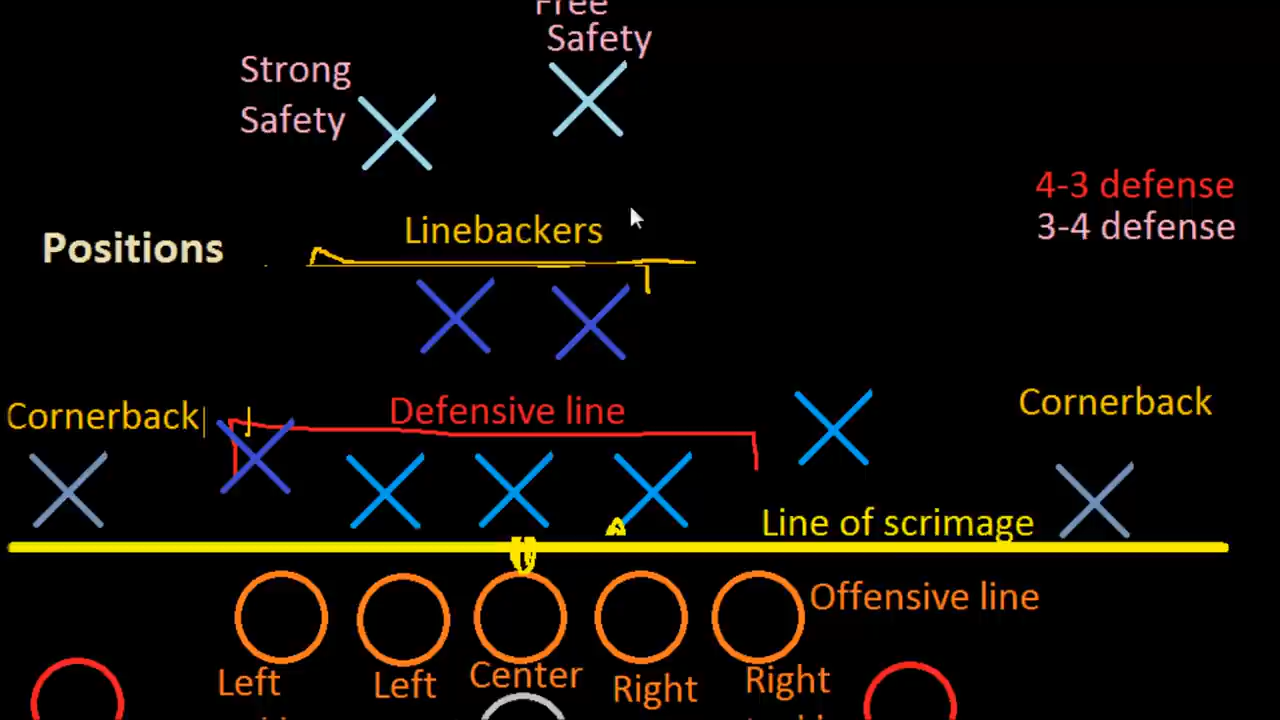 Free
Safety
Strong
Safety
4-3 defense
3-4 defense
Linebackers
Positions
Defensive line
Cornerback
Cornerback
Line of scrimage
Offensive line
Left
Left
Center
Right
Right